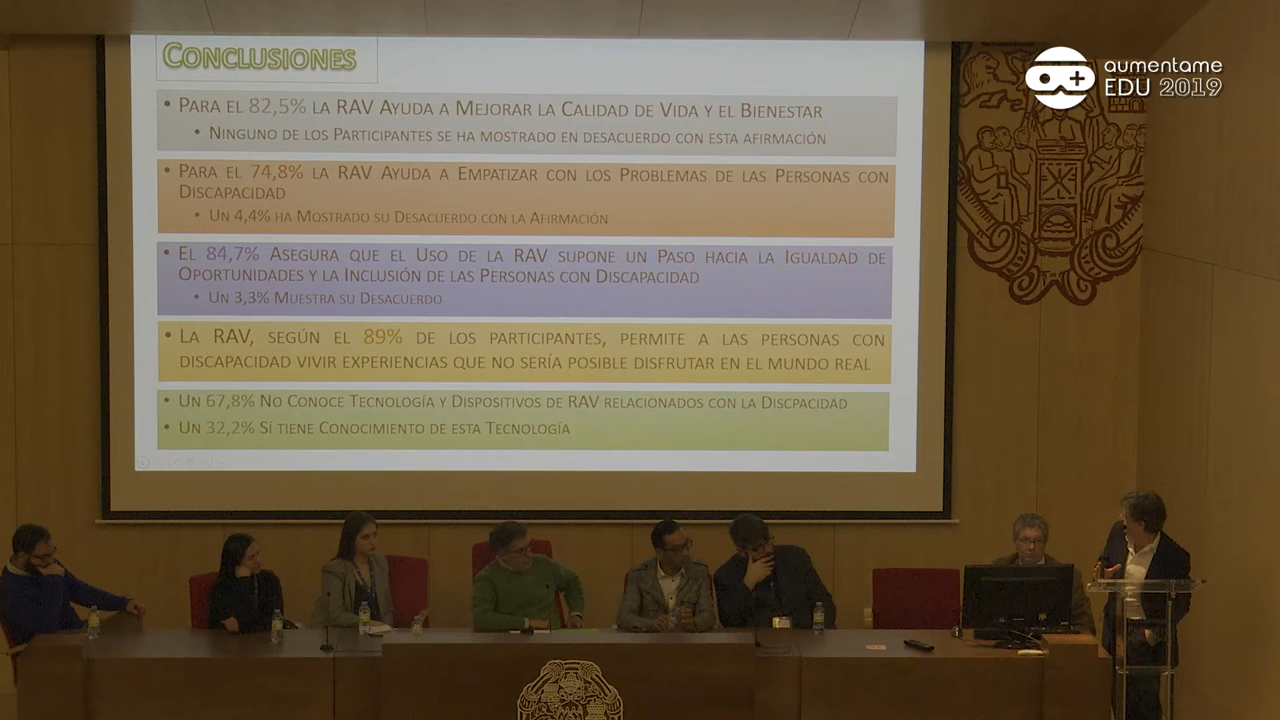 CONCLUSIONES
aumentame
EDU 2019
• PARA EL 82,5% LA RAV AYUDA A MEJORAR LA CALIDAD DE VIDA Y EL BIENESTAR
• NINGUNO DE LOS PARTICIPANTES SE HA MOSTRADO EN DESACUERDO CON ESTA AFIRMACIÓN
• PARA EL 74,8% LA RAV AYUDA A EMPATIZAR CON LOS PROBLEMAS DE LAS PERSONAS CON
DISCAPACIDAD
• UN 4,4% HA MOSTRADO SU DESACUERDO CON LA AFIRMACIÓN
• EL 84,7% ASEGURA QUE EL USO DE LA RAV SUPONE UN PASO HACIA LA IGUALDAD DE
OPORTUNIDADES Y LA INCLUSIÓN DE LAS PERSONAS CON DISCAPACIDAD
• UN 3,3% MUESTRA SU DESACUERDO
• LA RAV, SEGÚN EL 89% DE LOS PARTICIPANTES, PERMITE A LAS PERSONAS CON
DISCAPACIDAD VIVIR EXPERIENCIAS QUE NO SERÍA POSIBLE DISFRUTAR EN EL MUNDO REAL
• UN 67,8% NO CONOCE TECNOLOGÍA Y DISPOSITIVOS DE RAV RELACIONADOS CON LA DISCPACIDAD
• UN 32,2% SÍ TIENE CONOCIMIENTO DE ESTA TECNOLOGÍA